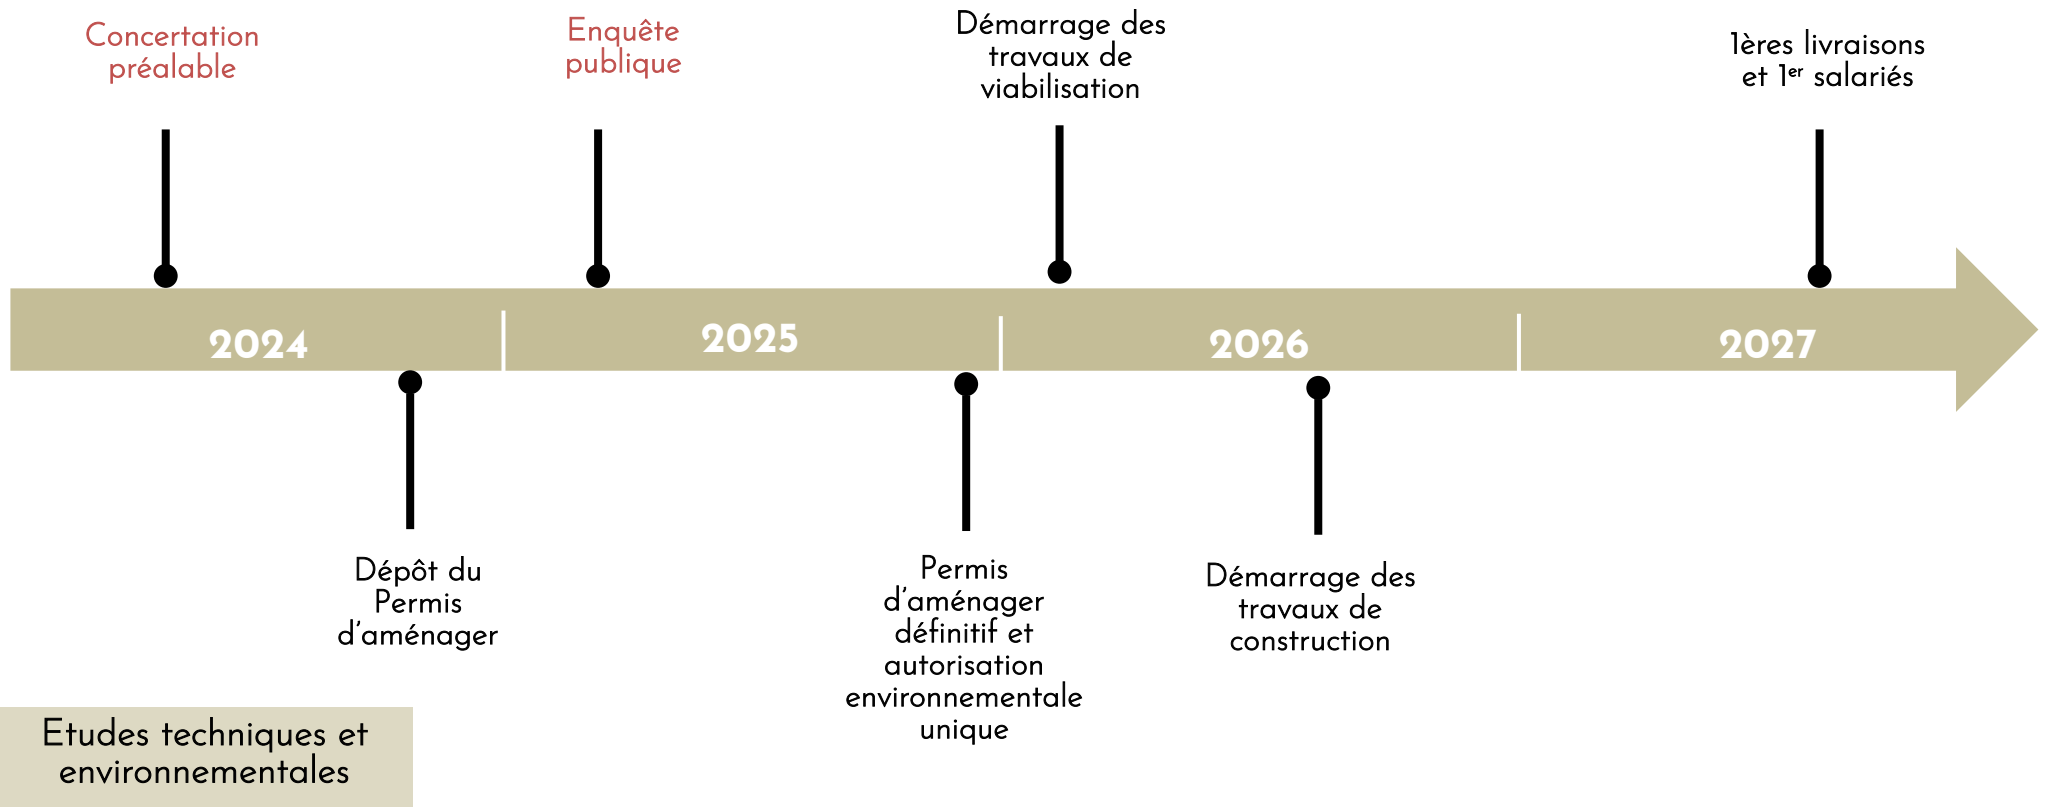 Concertation
préalable
Enquête
publique
Démarrage des
travaux de
viabilisation
1ères livraisons
et 1er salariés
2024
2025
2026
2027
Dépôt du
Permis
d’aménager
Permis
d’aménager
définitif et
autorisation
environnementale
unique
Démarrage des
travaux de
construction
Etudes techniques et
environnementales